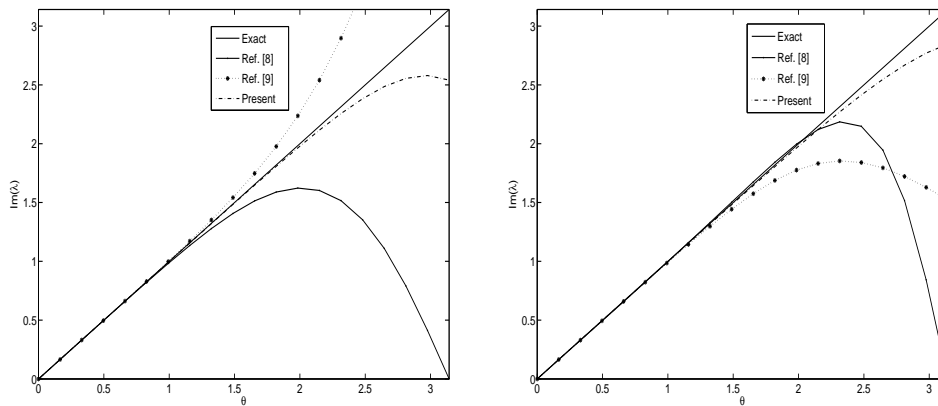 3
2.5
2
1.5
1
0.5
0
Im(λ)
Exact
Ref. [8]
Ref. [9]
Present
0 0.5 1 1.5 2 2.5 3
θ
3
2.5
2
1.5
1
0.5
0
Im(λ)
Exact
Ref. [8]
Ref. [9]
Present
0 0.5 1 1.5 2 2.5 3
θ